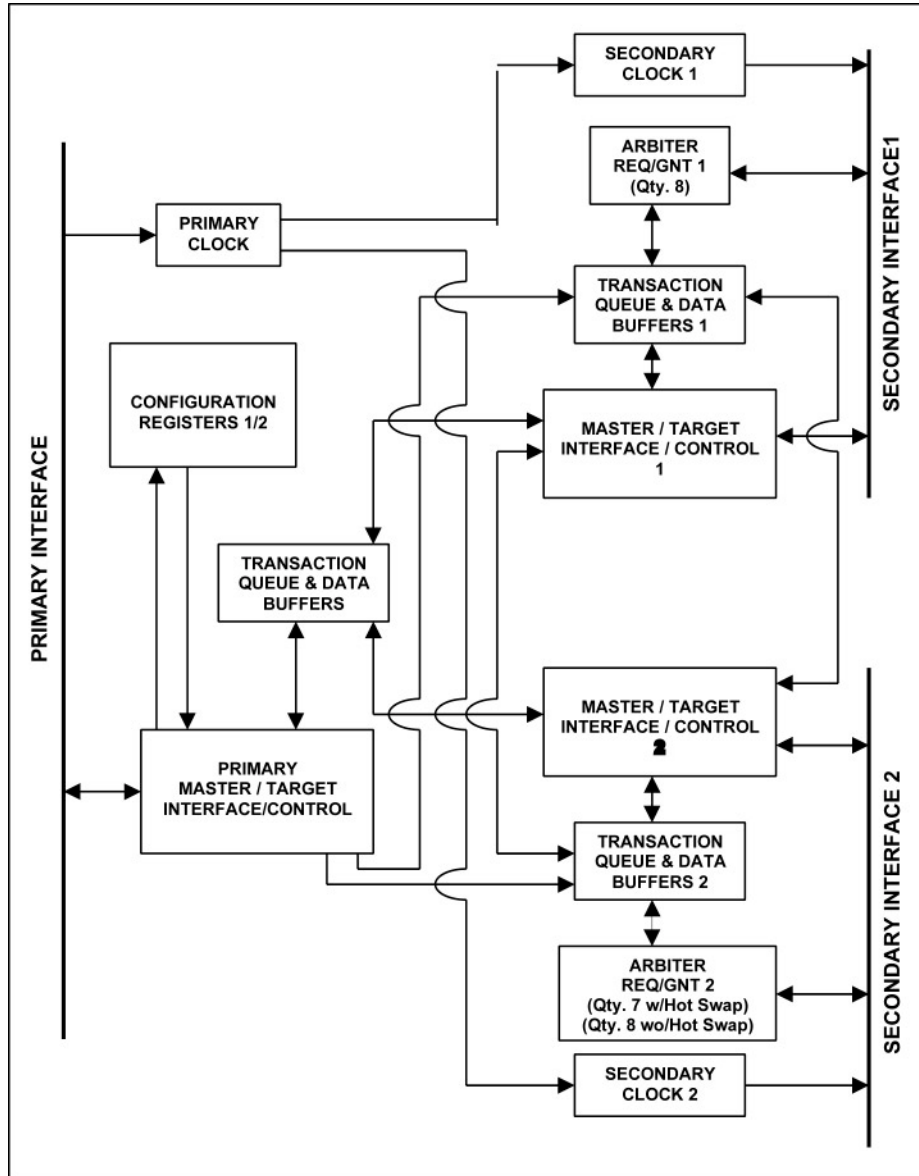 SECONDARY
CLOCK 1
ARBITER
REQ/GNT 1
(Qty. 8)
SECONDARY INTERFACE1
PRIMARY
CLOCK
TRANSACTION
QUEUE & DATA
BUFFERS 1
CONFIGURATION
REGISTERS 1/2
MASTER / TARGET
INTERFACE / CONTROL
1
PRIMARY INTERFACE
TRANSACTION
QUEUE & DATA
BUFFERS
MASTER / TARGET
INTERFACE / CONTROL
2
PRIMARY
MASTER / TARGET
INTERFACE/CONTROL
TRANSACTION
QUEUE & DATA
BUFFERS 2
SECONDARY INTERFACE 2
ARBITER
REQ/GNT 2
(Qty. 7 w/Hot Swap)
(Qty. 8 wo/Hot Swap)
SECONDARY
CLOCK 2